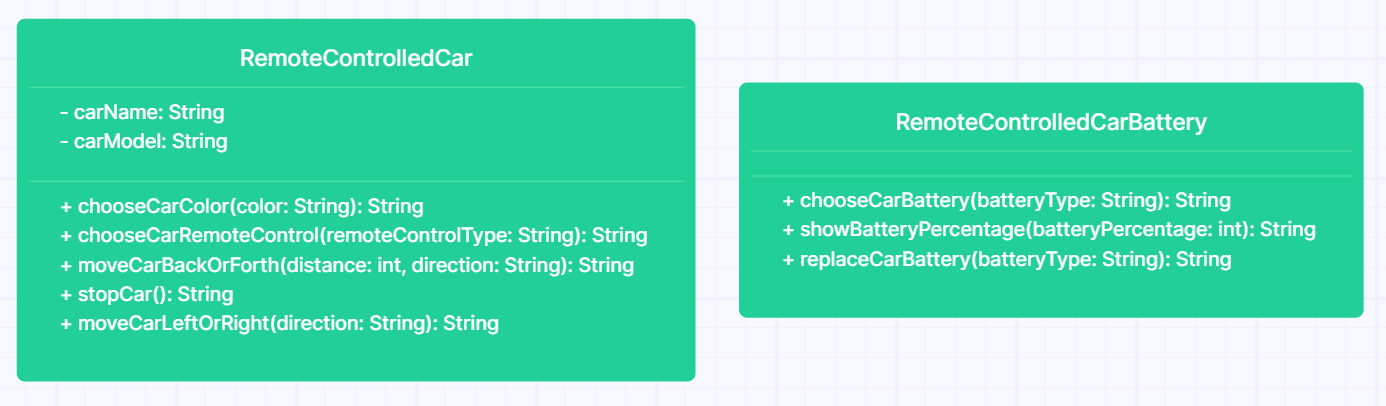 RemoteControlledCar
- carName: String
- carModel: String
+ chooseCarColor(color: String): String
+ chooseCarRemoteControl(remoteControlType: String): String
+ moveCarBackOrForth(distance: int, direction: String): String
+ stopCar(): String
+ moveCarLeftOrRight(direction: String): String
RemoteControlledCarBattery
+ chooseCarBattery(batteryType: String): String
+ showBatteryPercentage(batteryPercentage: int): String
+ replaceCarBattery(batteryType: String): String